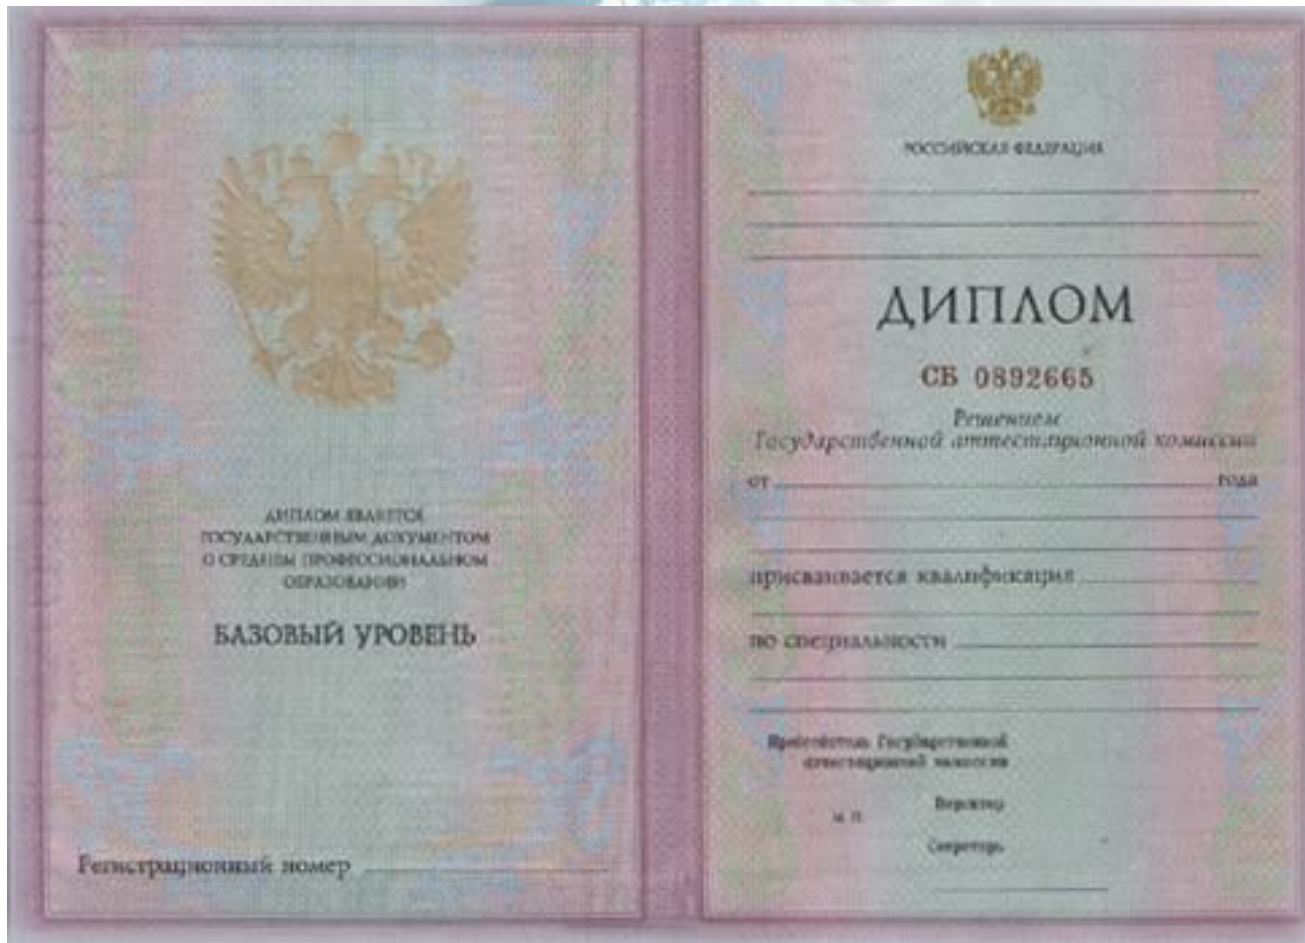 ДИПЛОМ ЯВЛЯЕТСЯ
ГОСУДАРСТВЕННЫМ ДОКУМЕНТОМ
О СРЕДНЕМ ПРОФЕССИОНАЛЬНОМ
ОБРАЗОВАНИИ
БАЗОВЫЙ УРОВЕНЬ
Регистрационный номер
РОССИЙСКАЯ ФЕДЕРАЦИЯ
ДИПЛОМ
СБ 0892665
Решением
Государственной аттестационной комиссии
от года
присваивается квалификация
по специальности
Председатель Государственной
аттестационной комиссии
Директор
М. П.
Секретарь